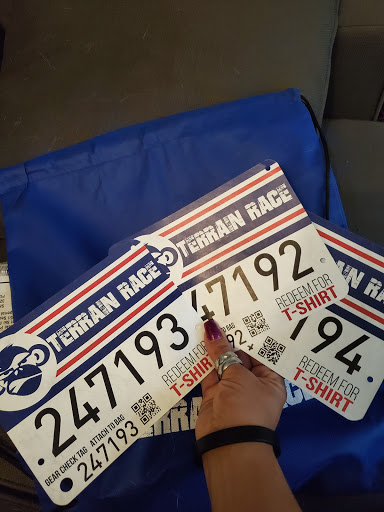 TERRAIN RACE
247193
GEAR CHECK TAG ATTACH TO BAG
247193
REDEEM FOR
T-SHIRT
TERRAIN RACE
47192
REDEEM FOR
T-SHIRT
TERRAIN RACE
94
REDEEM FOR
T-SHIRT